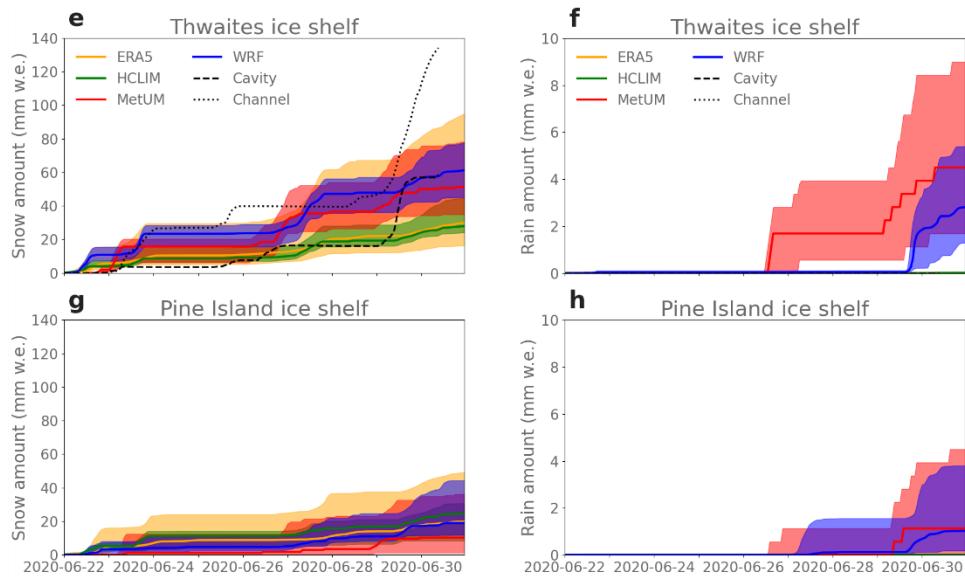 e
Thwaites ice shelf
Snow amount (mm w.e.)
140
120
100
80
60
40
20
0
ERA5
HCLIM
MetUM
WRF
Cavity
Channel
f
Thwaites ice shelf
Rain amount (mm w.e.)
10
8
6
4
2
0
ERA5
HCLIM
MetUM
WRF
Cavity
Channel
g
Pine Island ice shelf
Snow amount (mm w.e.)
140
120
100
80
60
40
20
0
2020-06-22 2020-06-24 2020-06-26 2020-06-28 2020-06-30
h
Pine Island ice shelf
Rain amount (mm w.e.)
10
8
6
4
2
0
2020-06-22 2020-06-24 2020-06-26 2020-06-28 2020-06-30